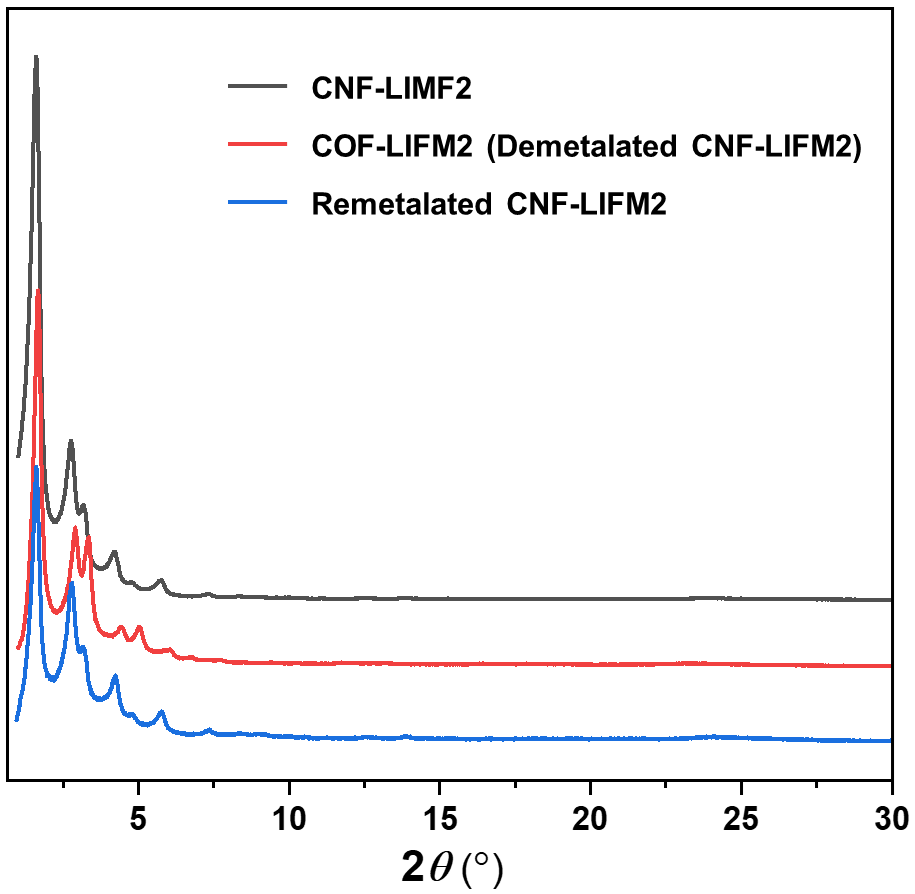 CNF-LIMF2
COF-LIFM2 (Demetalated CNF-LIFM2)
Remetalated CNF-LIFM2
5 10 15 20 25 30
2θ (°)